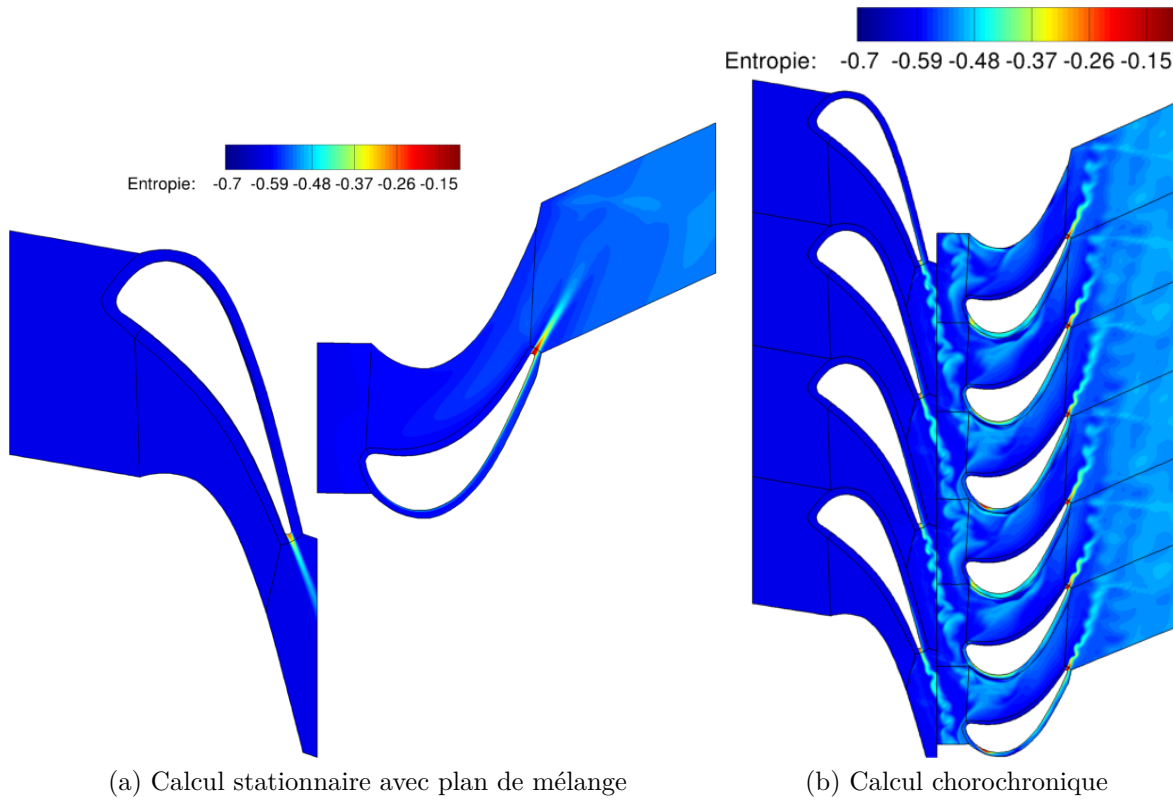 Entropie: -0.7 -0.59 -0.48 -0.37 -0.26 -0.15
Entropie: -0.7 -0.59 -0.48 -0.37 -0.26 -0.15
(a) Calcul stationnaire avec plan de mélange
(b) Calcul chorochronique